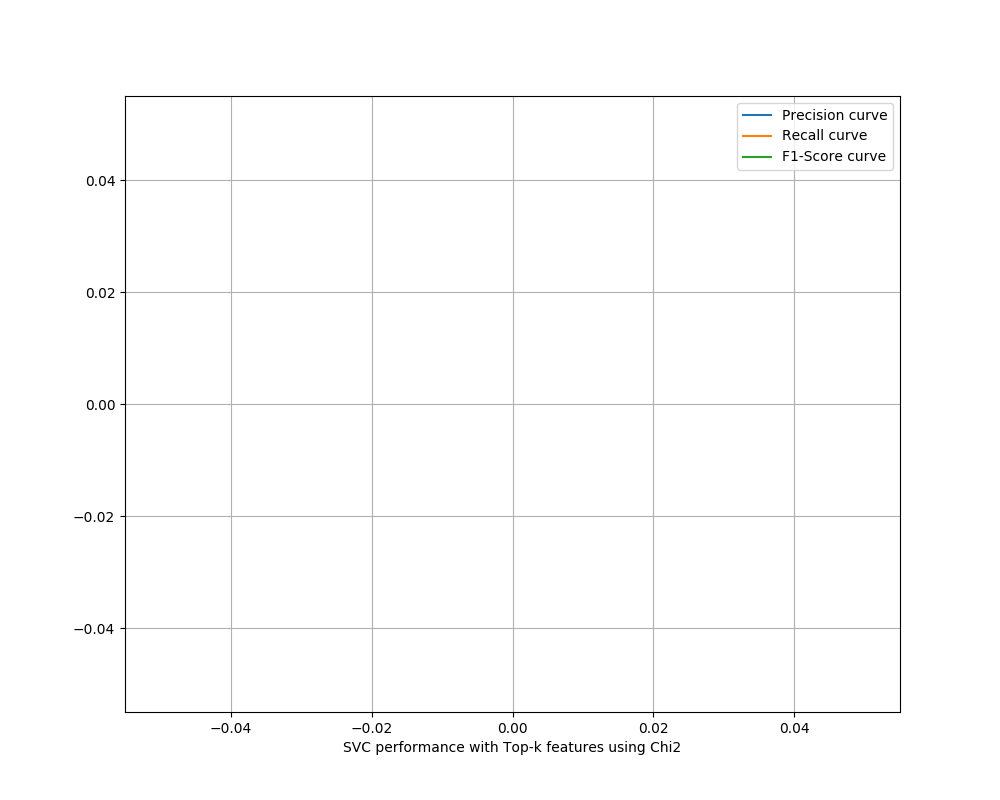 Precision curve
Recall curve
F1-Score curve
0.04
0.02
0.00
−0.02
−0.04
−0.04 −0.02 0.00 0.02 0.04
SVC performance with Top-k features using Chi2